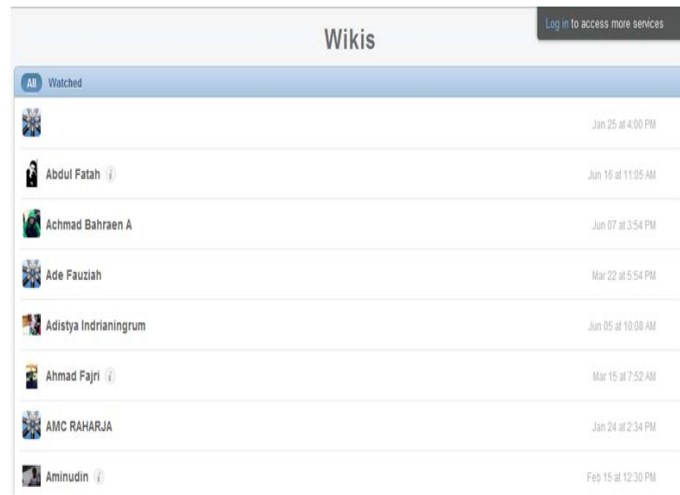 Log in to access more services
Wikis
All Watched
Jan 25 at 4:00 PM
Abdul Fatah i Jun 16 at 11:05 AM
Achmad Bahraen A Jun 07 at 3:54 PM
Ade Fauziah Mar 22 at 5:54 PM
Adistya Indrianingrum Jun 05 at 10:08 AM
Ahmad Fajri i Mar 15 at 7:52 AM
AMC RAHARJA Jan 24 at 2:34 PM
Aminudin i Feb 15 at 12:30 PM